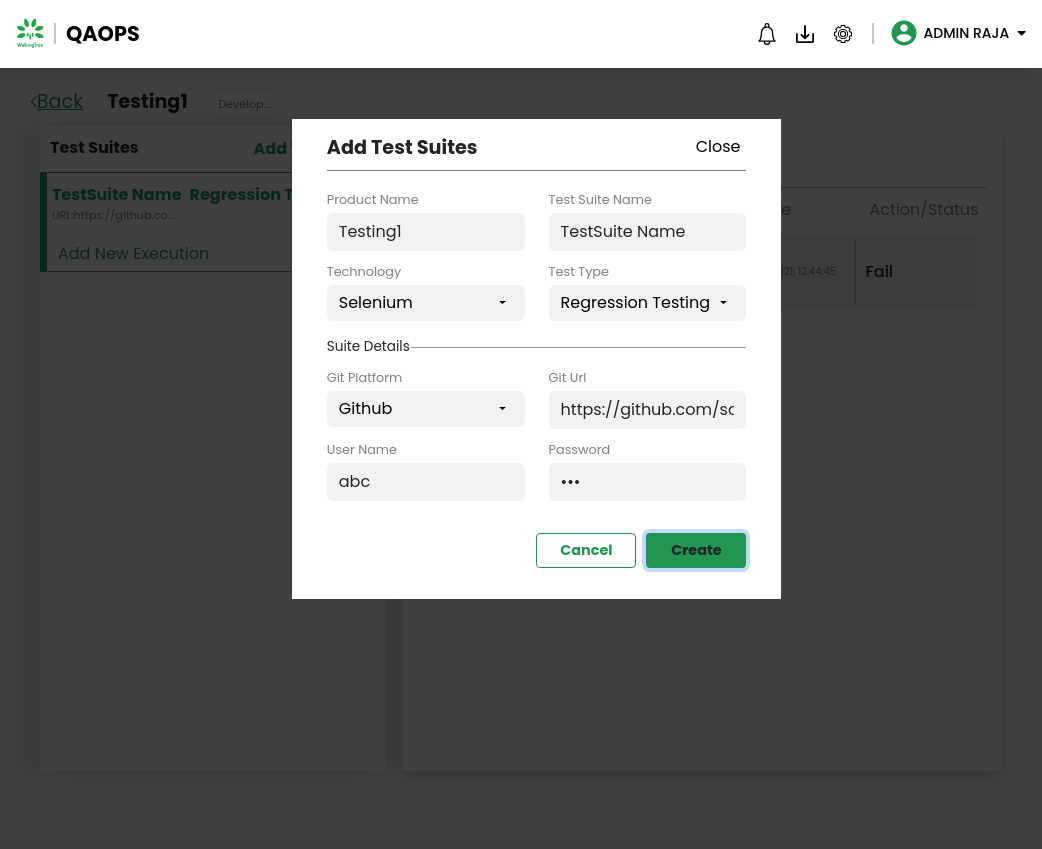 WalkingTree
QAOPS
ADMIN RAJA
<Back Testing1 Develop...
Test Suites Add
TestSuite Name Regression T
URL:https://github.co...
Add New Execution
Action/Status
12:44:45
Fail
Add Test Suites Close
Product Name Test Suite Name
Testing1 TestSuite Name
Technology Test Type
Selenium Regression Testing
Suite Details
Git Platform Git Url
Github https://github.com/sc
User Name Password
abc •••
Cancel Create